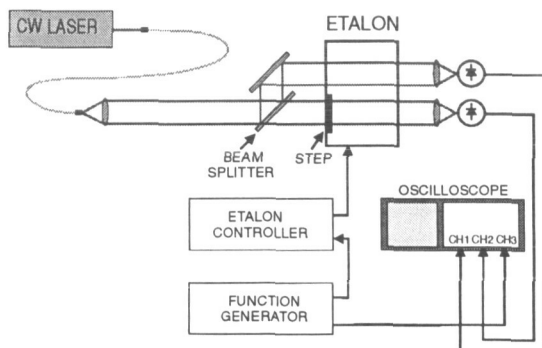 CW LASER
ETALON
BEAM
SPLITTER
STEP
OSCILLOSCOPE
CH1 CH2 CH3
ETALON
CONTROLLER
FUNCTION
GENERATOR